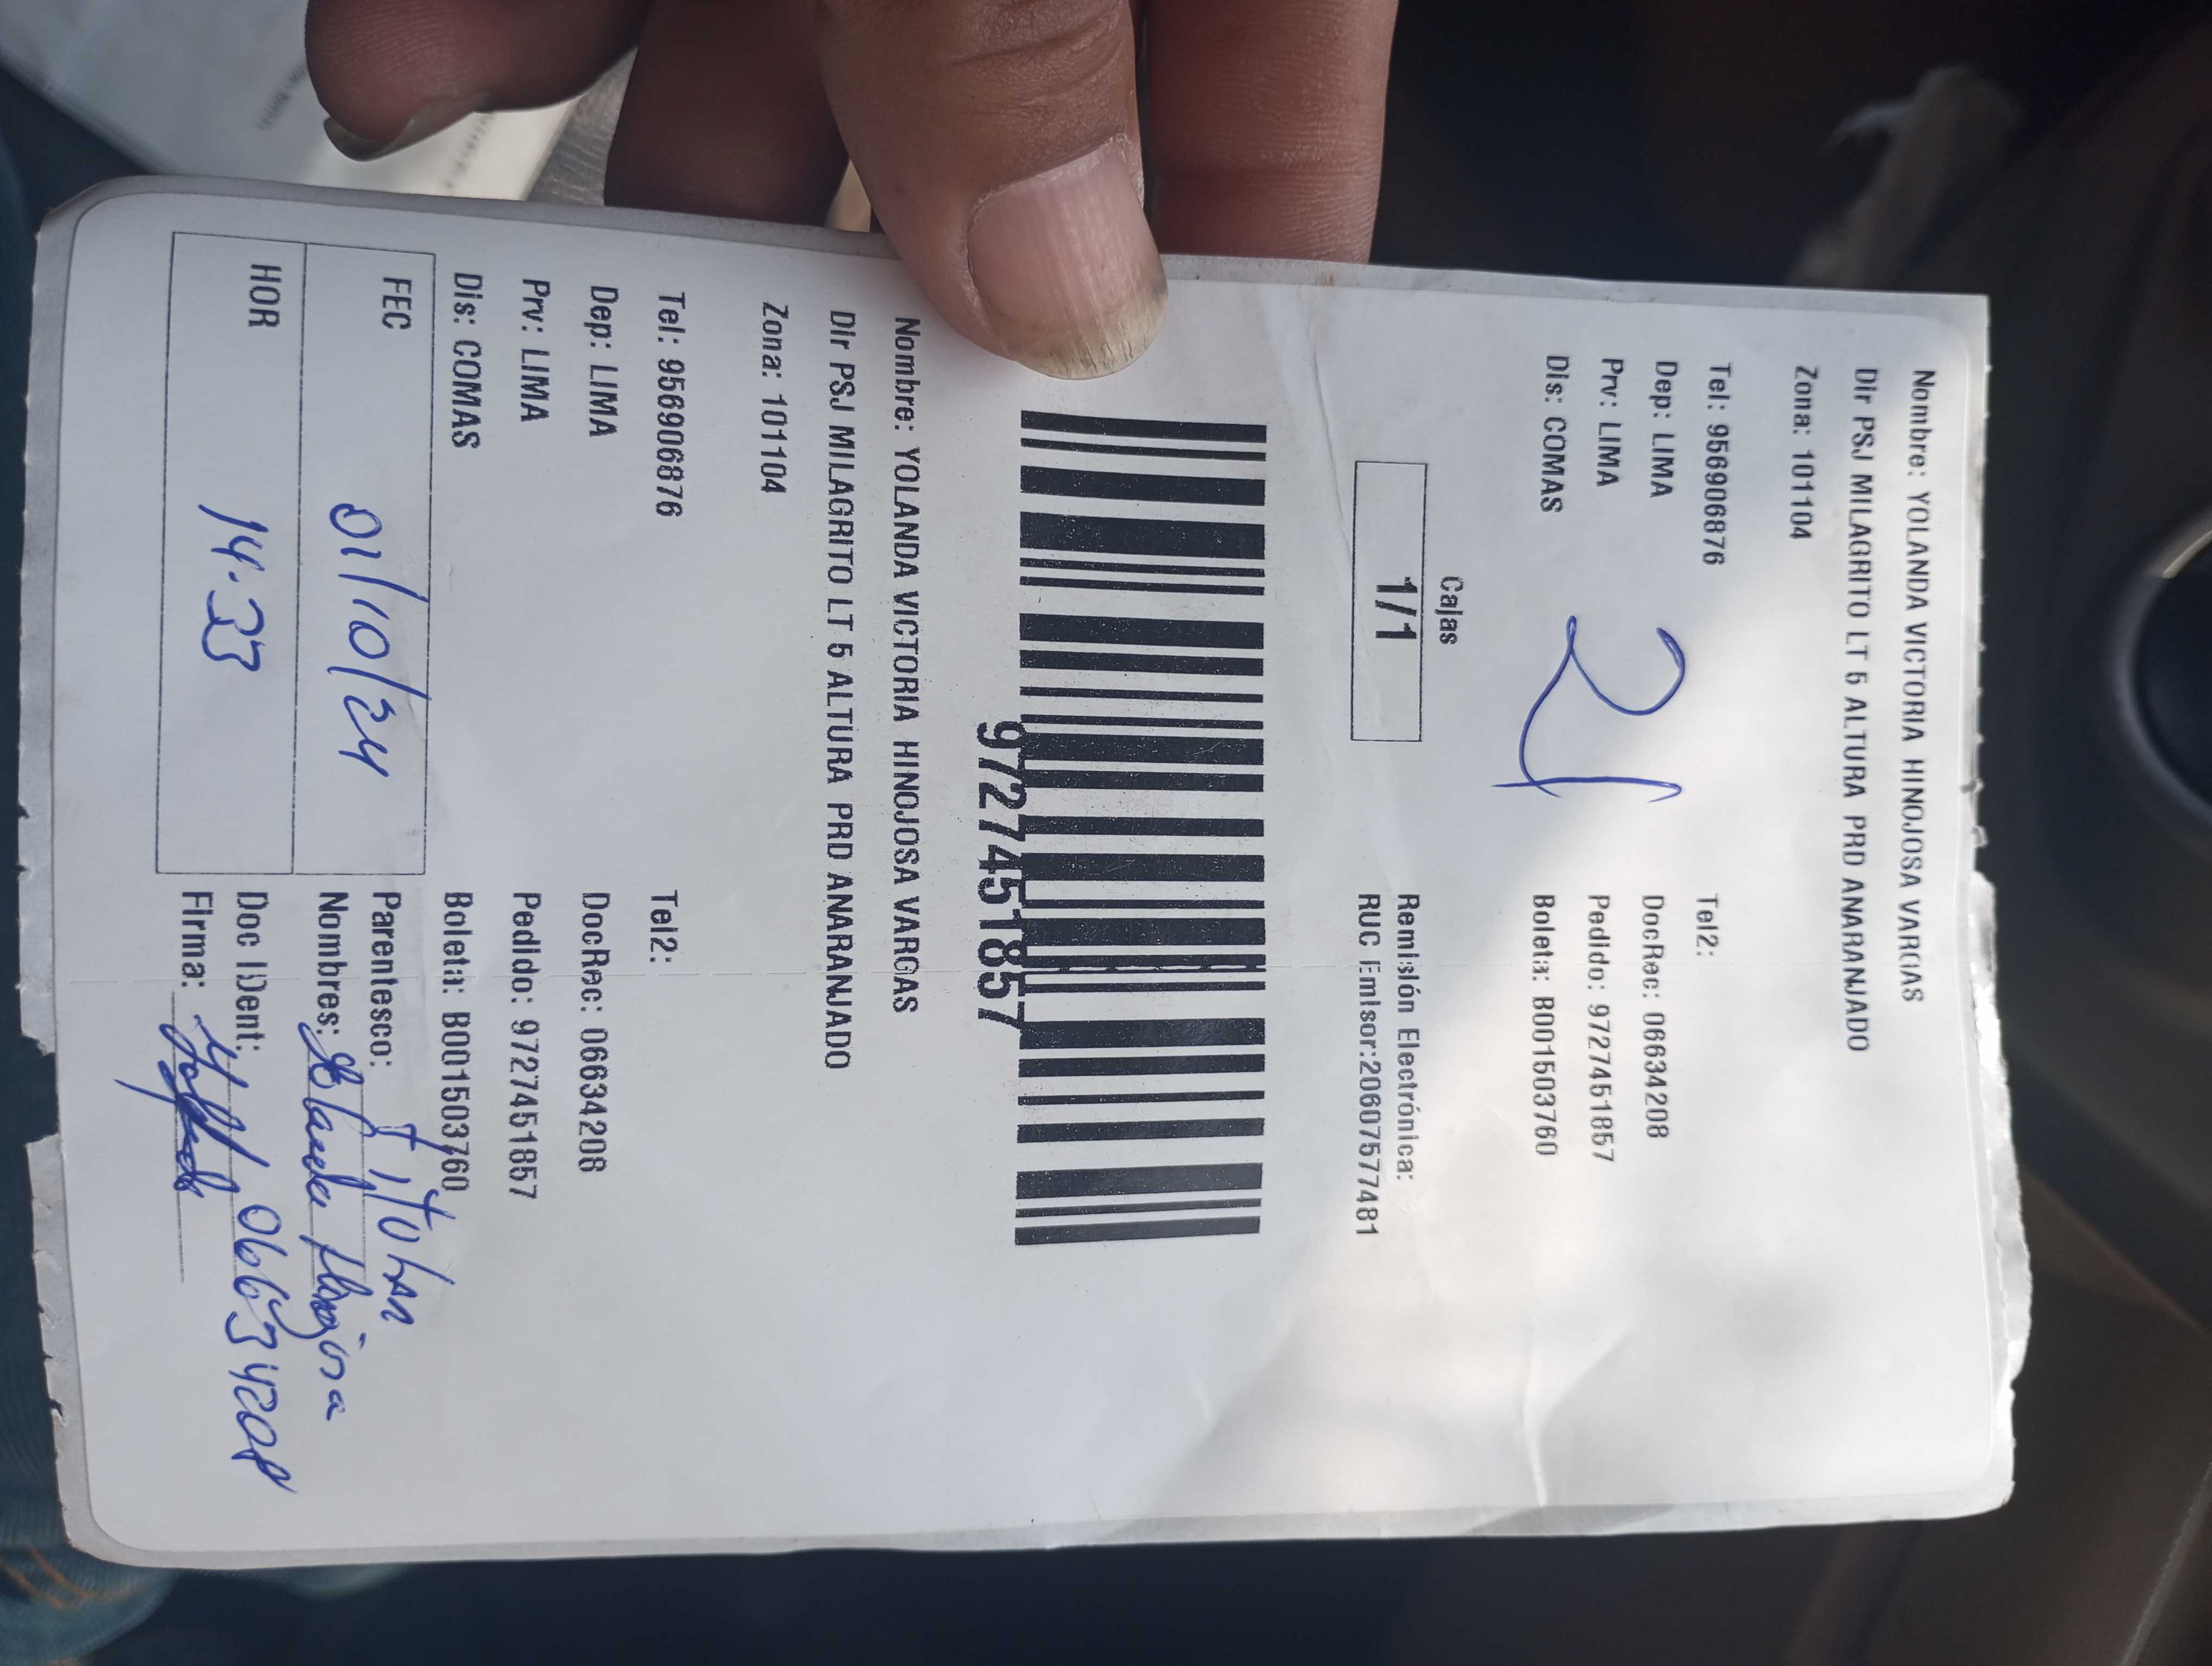 Nombre: YOLANDA VICTORIA HINOJOSA VARGAS
Dir PSJ MILAGRITO LT 5 ALTURA PRD ANARANJADO
Zona: 101104
Tel: 956906876 Tel2:
Dep: LIMA DocRec: 06634208
Prv: LIMA Pedido: 9727451857
Dis: COMAS Boleta: B001503760
Cajas
1/1
Remisión Electrónica:
RUC Emisor:20607577481
9727451857
Nombre: YOLANDA VICTORIA HINOJOSA VARGAS
Dir PSJ MILAGRITO LT 5 ALTURA PRD ANARANJADO
Zona: 101104
Tel: 956906876 Tel2:
Dep: LIMA DocRec: 06634208
Prv: LIMA Pedido: 9727451857
Dis: COMAS Boleta: B001503760
FEC 01/10/24
Parentesco: titular
Nombres: Yolanda Hinojosa
HOR 14:33
Doc IDent: 06634208
Firma: